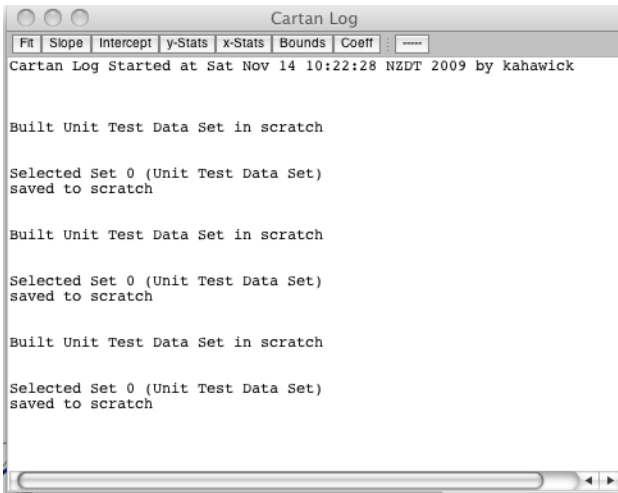 Cartan Log
Fit Slope Intercept y-Stats x-Stats Bounds Coeff ----
Cartan Log Started at Sat Nov 14 10:22:28 NZDT 2009 by kahawick
Built Unit Test Data Set in scratch
Selected Set 0 (Unit Test Data Set)
saved to scratch
Built Unit Test Data Set in scratch
Selected Set 0 (Unit Test Data Set)
saved to scratch
Built Unit Test Data Set in scratch
Selected Set 0 (Unit Test Data Set)
saved to scratch